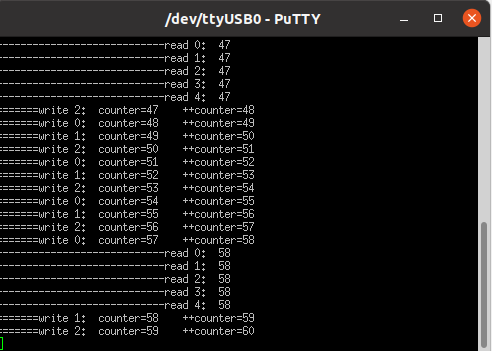 /dev/ttyUSB0 - PuTTY
----------------------------read 0:  47
----------------------------read 1:  47
----------------------------read 2:  47
----------------------------read 3:  47
----------------------------read 4:  47
=======write 2:  counter=47    ++counter=48
=======write 0:  counter=48    ++counter=49
=======write 1:  counter=49    ++counter=50
=======write 2:  counter=50    ++counter=51
=======write 0:  counter=51    ++counter=52
=======write 1:  counter=52    ++counter=53
=======write 2:  counter=53    ++counter=54
=======write 0:  counter=54    ++counter=55
=======write 1:  counter=55    ++counter=56
=======write 2:  counter=56    ++counter=57
=======write 0:  counter=57    ++counter=58
----------------------------read 0:  58
----------------------------read 1:  58
----------------------------read 2:  58
----------------------------read 3:  58
----------------------------read 4:  58
=======write 1:  counter=58    ++counter=59
=======write 2:  counter=59    ++counter=60